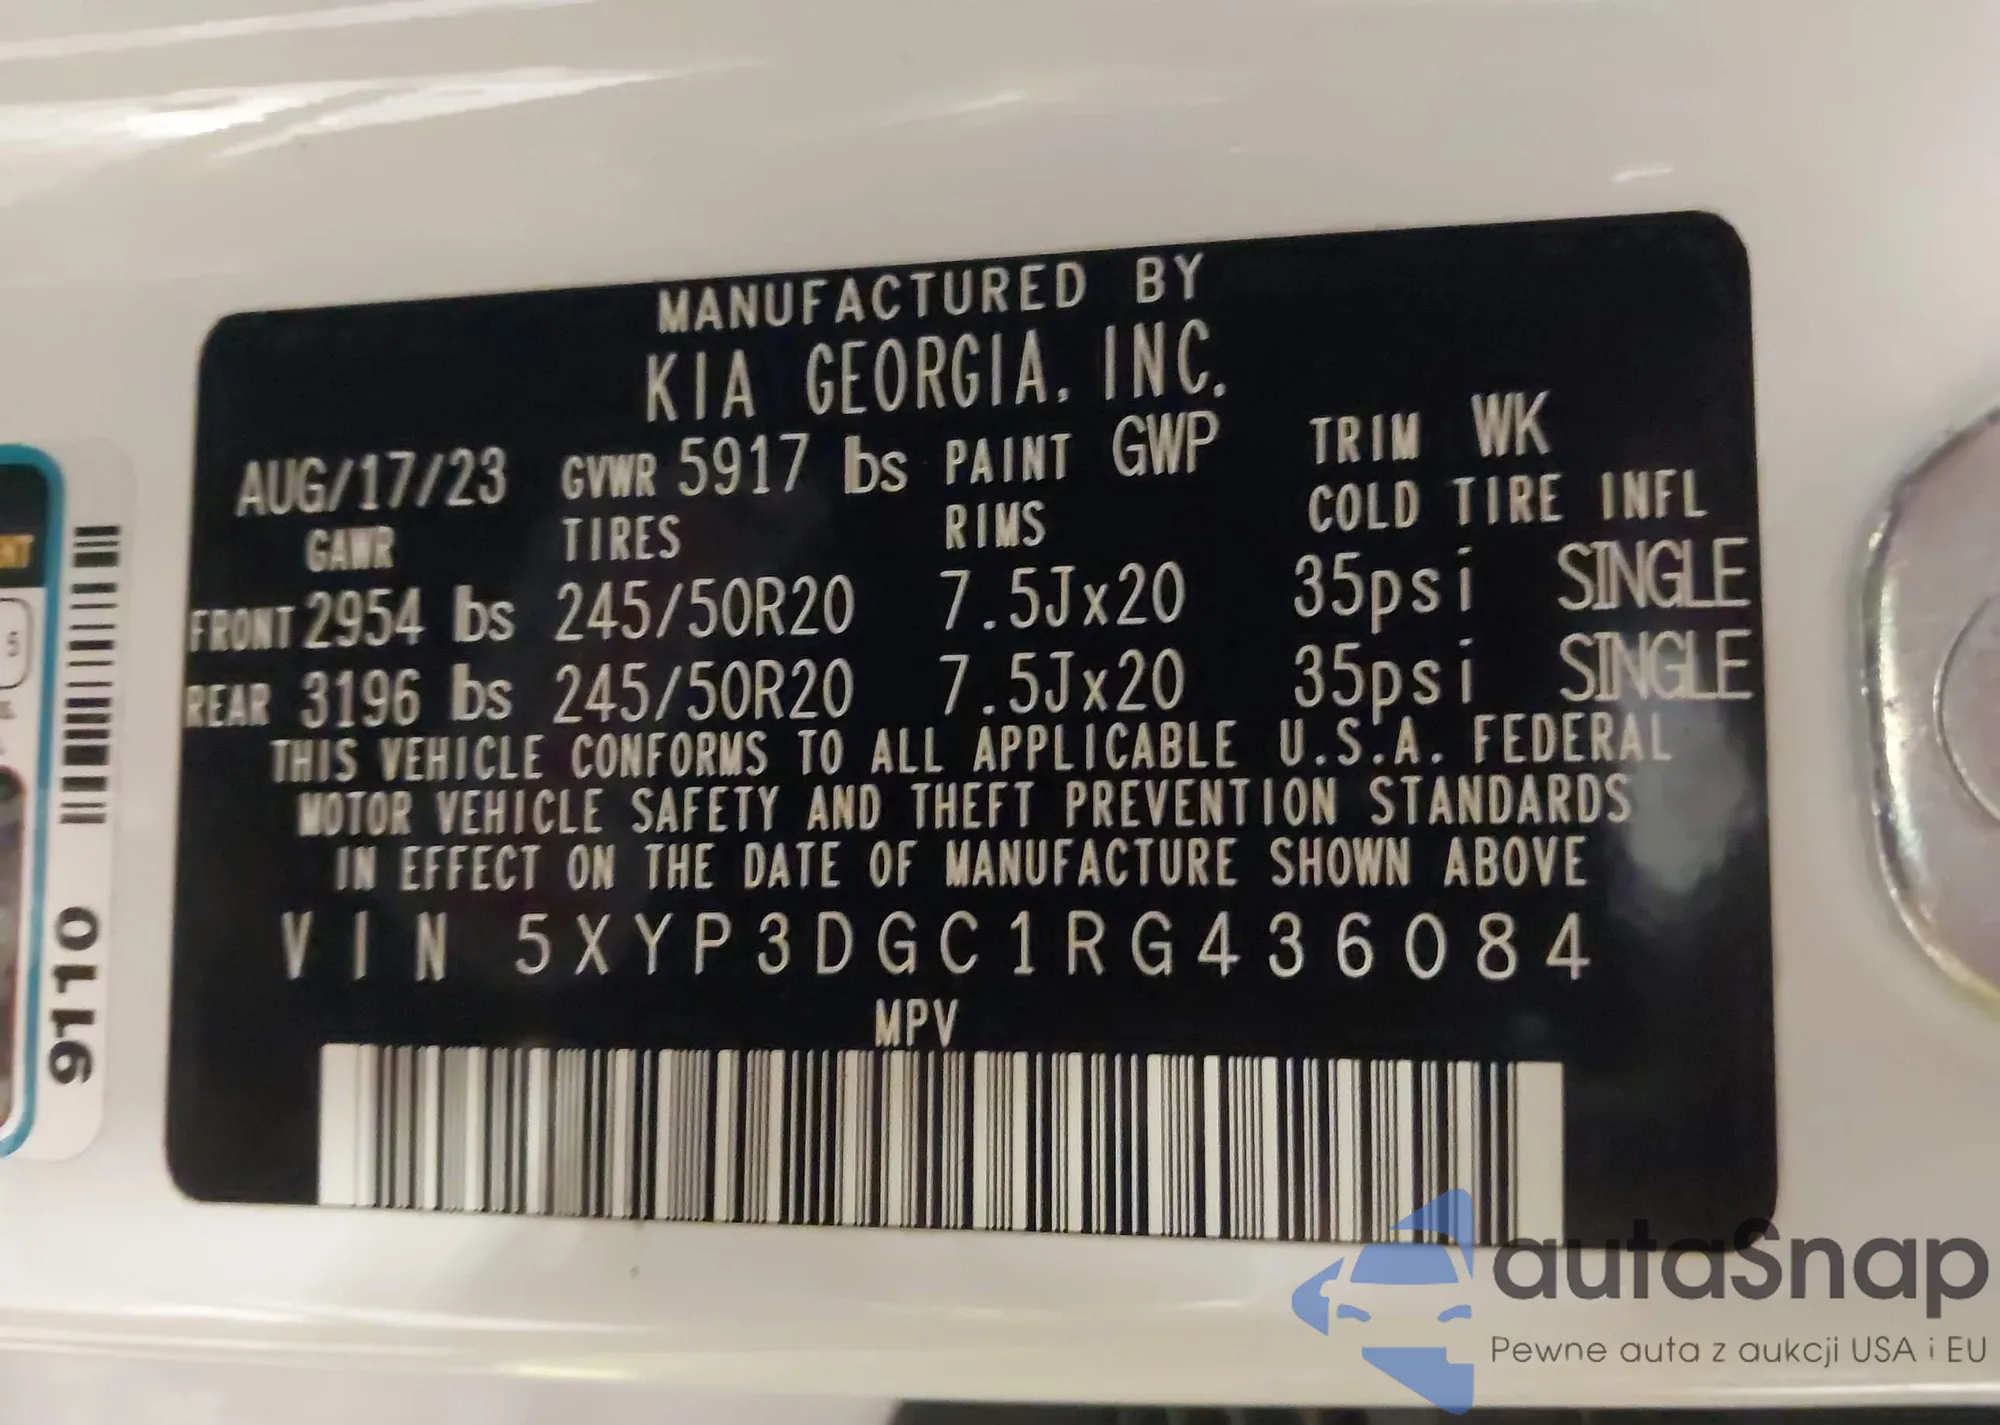 MANUFACTURED BY
KIA GEORGIA, INC.
AUG/17/23 GVWR 5917 lbs PAINT GWP TRIM WK
GAWR TIRES RIMS COLD TIRE INFL
FRONT 2954 lbs 245/50R20 7.5Jx20 35psi SINGLE
REAR 3196 lbs 245/50R20 7.5Jx20 35psi SINGLE
THIS VEHICLE CONFORMS TO ALL APPLICABLE U.S.A. FEDERAL
MOTOR VEHICLE SAFETY AND THEFT PREVENTION STANDARDS
IN EFFECT ON THE DATE OF MANUFACTURE SHOWN ABOVE
VIN 5XYP3DGC1RG436084
MPV
9110
5
autaSnap
Pewne auta z aukcji USA i EU